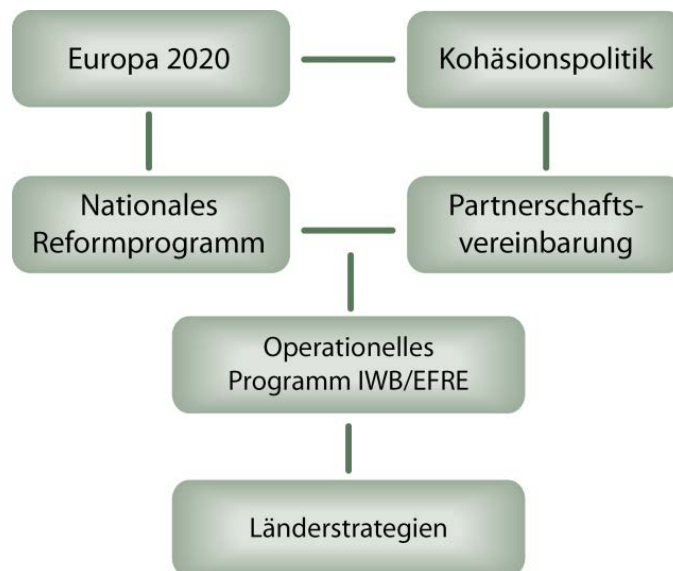 Europa 2020
Kohäsionspolitik
Nationales
Reformprogramm
Partnerschafts-
vereinbarung
Operationelles
Programm IWB/EFRE
Länderstrategien